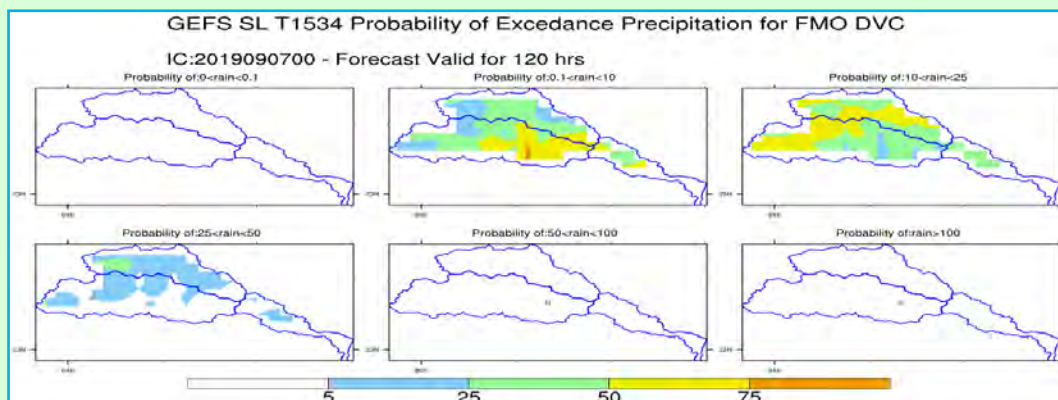 GEFS SL T1534 Probability of Excedance Precipitation for FMO DVC
IC:2019090700 - Forecast Valid for 120 hrs
Probability of:0<rain<0.1
Probability of:0.1<rain<10
Probability of:10<rain<25
Probability of:25<rain<50
Probability of:50<rain<100
Probability of:rain>100
5
25
50
75